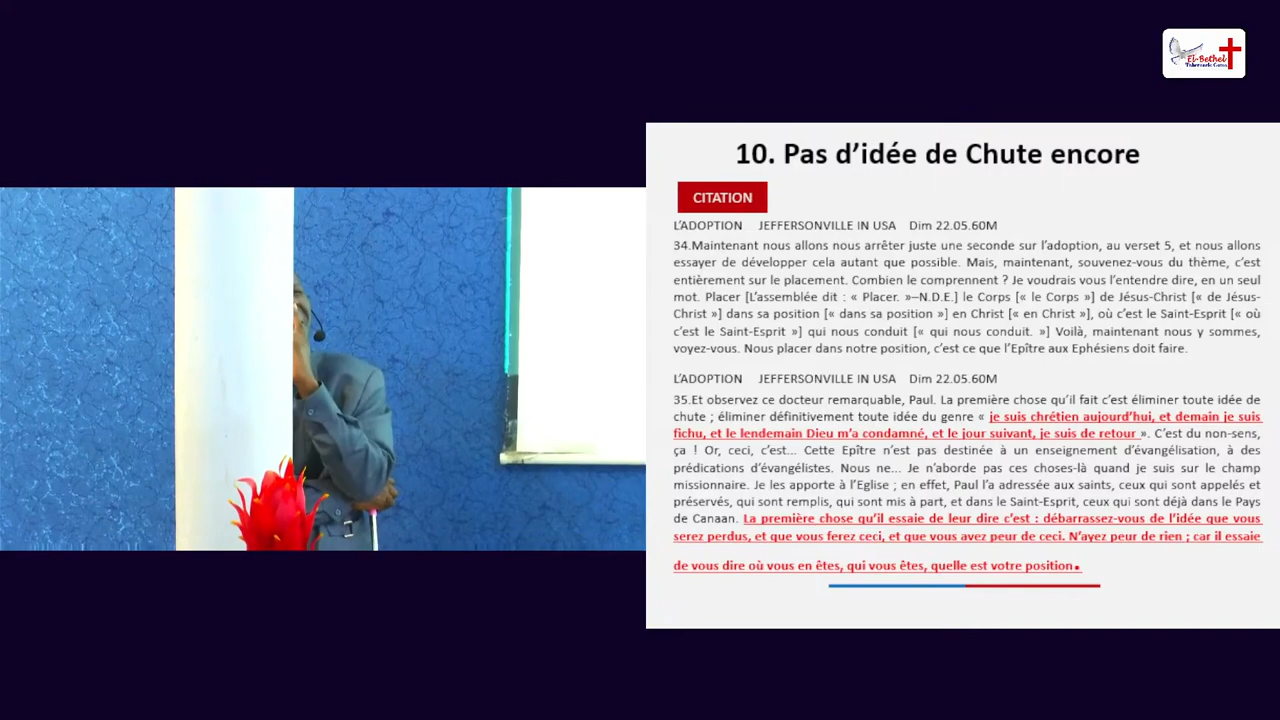 El-Bethel
10. Pas d’idée de Chute encore
CITATION
L’ADOPTION JEFFERSONVILLE IN USA Dim 22.05.60M
34.Maintenant nous allons nous arrêter juste une seconde sur l’adoption, au verset 5, et nous allons
essayer de développer cela autant que possible. Mais, maintenant, souvenez-vous du thème, c’est
entièrement sur le placement. Combien le comprennent ? Je voudrais vous l’entendre dire, en un seul
mot. Placer [L’assemblée dit : « Placer. »–N.D.E.] le Corps [« le Corps »] de Jésus-Christ [« de Jésus-
Christ »] dans sa position [« dans sa position »] en Christ [« en Christ »], où c’est le Saint-Esprit [« où
c’est le Saint-Esprit »] qui nous conduit [« qui nous conduit. »] Voilà, maintenant nous y sommes,
voyez-vous. Nous placer dans notre position, c’est ce que l’Epître aux Ephésiens doit faire.
L’ADOPTION JEFFERSONVILLE IN USA Dim 22.05.60M
35.Et observez ce docteur remarquable, Paul. La première chose qu’il fait c’est éliminer toute idée de
chute ; éliminer définitivement toute idée du genre « je suis chrétien aujourd’hui, et demain je suis
fichu, et le lendemain Dieu m’a condamné, et le jour suivant, je suis de retour ». C’est du non-sens,
ça ! Or, ceci, c’est... Cette Epître n’est pas destinée à un enseignement d’évangélisation, à des
prédications d’évangélistes. Nous ne... Je n’aborde pas ces choses-là quand je suis sur le champ
missionnaire. Je les apporte à l’Eglise ; en effet, Paul l’a adressée aux saints, ceux qui sont appelés et
préservés, qui sont remplis, qui sont mis à part, et dans le Saint-Esprit, ceux qui sont déjà dans le Pays
de Canaan. La première chose qu’il essaie de leur dire c’est : débarrassez-vous de l’idée que vous
serez perdus, et que vous ferez ceci, et que vous avez peur de ceci. N’ayez peur de rien ; car il essaie
de vous dire où vous en êtes, qui vous êtes, quelle est votre position.